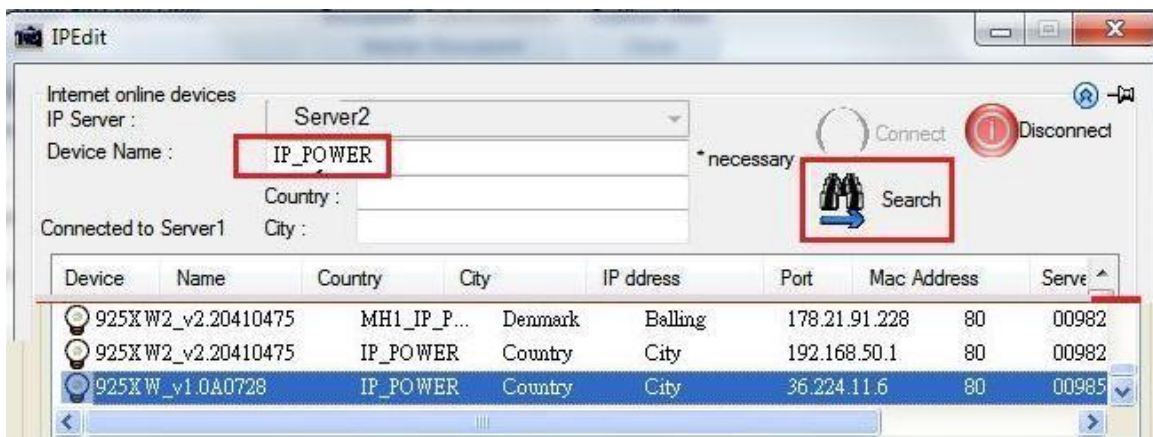 IPEdit
Internet online devices
IP Server : Server2
Connect Disconnect
Device Name : IP_POWER * necessary
Search
Country :
Connected to Server1 City :
Device Name Country City IP ddress Port Mac Address Serve
925XW2_v2.20410475 MH1_IP_P... Denmark Balling 178.21.91.228 80 00982
925XW2_v2.20410475 IP_POWER Country City 192.168.50.1 80 00982
925XW_v1.0A0728 IP_POWER Country City 36.224.11.6 80 00985